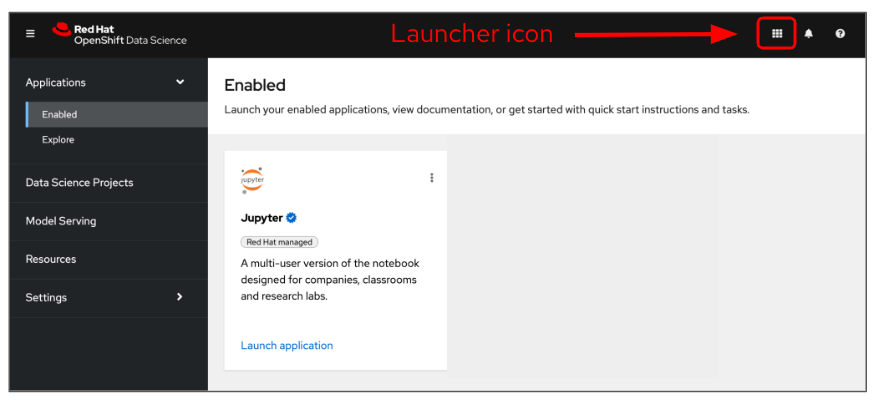 Red Hat
OpenShift Data Science
Launcher icon
Applications
Enabled
Explore
Data Science Projects
Model Serving
Resources
Settings
Enabled
Launch your enabled applications, view documentation, or get started with quick start instructions and tasks.
jupyter
Jupyter
Red Hat managed
A multi-user version of the notebook
designed for companies, classrooms
and research labs.
Launch application